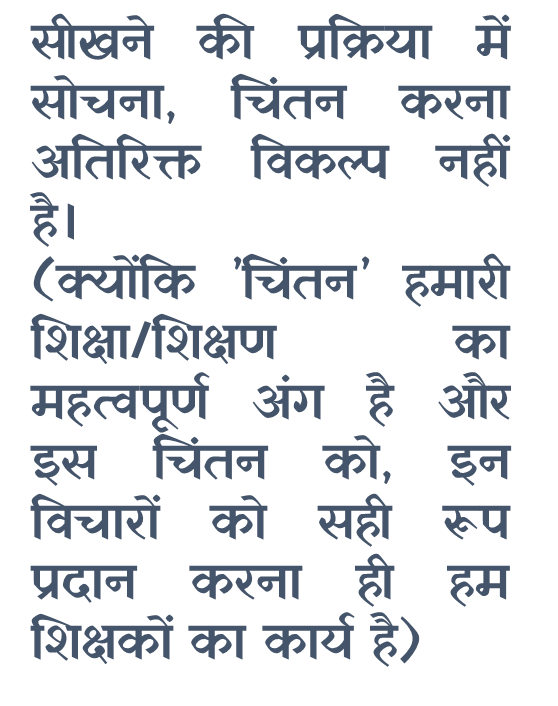 सीखने की प्रक्रिया में
सोचना, चिंतन करना
अतिरिक्त विकल्प नहीं
है।
(क्योंकि 'चिंतन' हमारी
शिक्षा/शिक्षण का
महत्वपूर्ण अंग है और
इस चिंतन को, इन
विचारों को सही रूप
प्रदान करना ही हम
शिक्षकों का कार्य है)